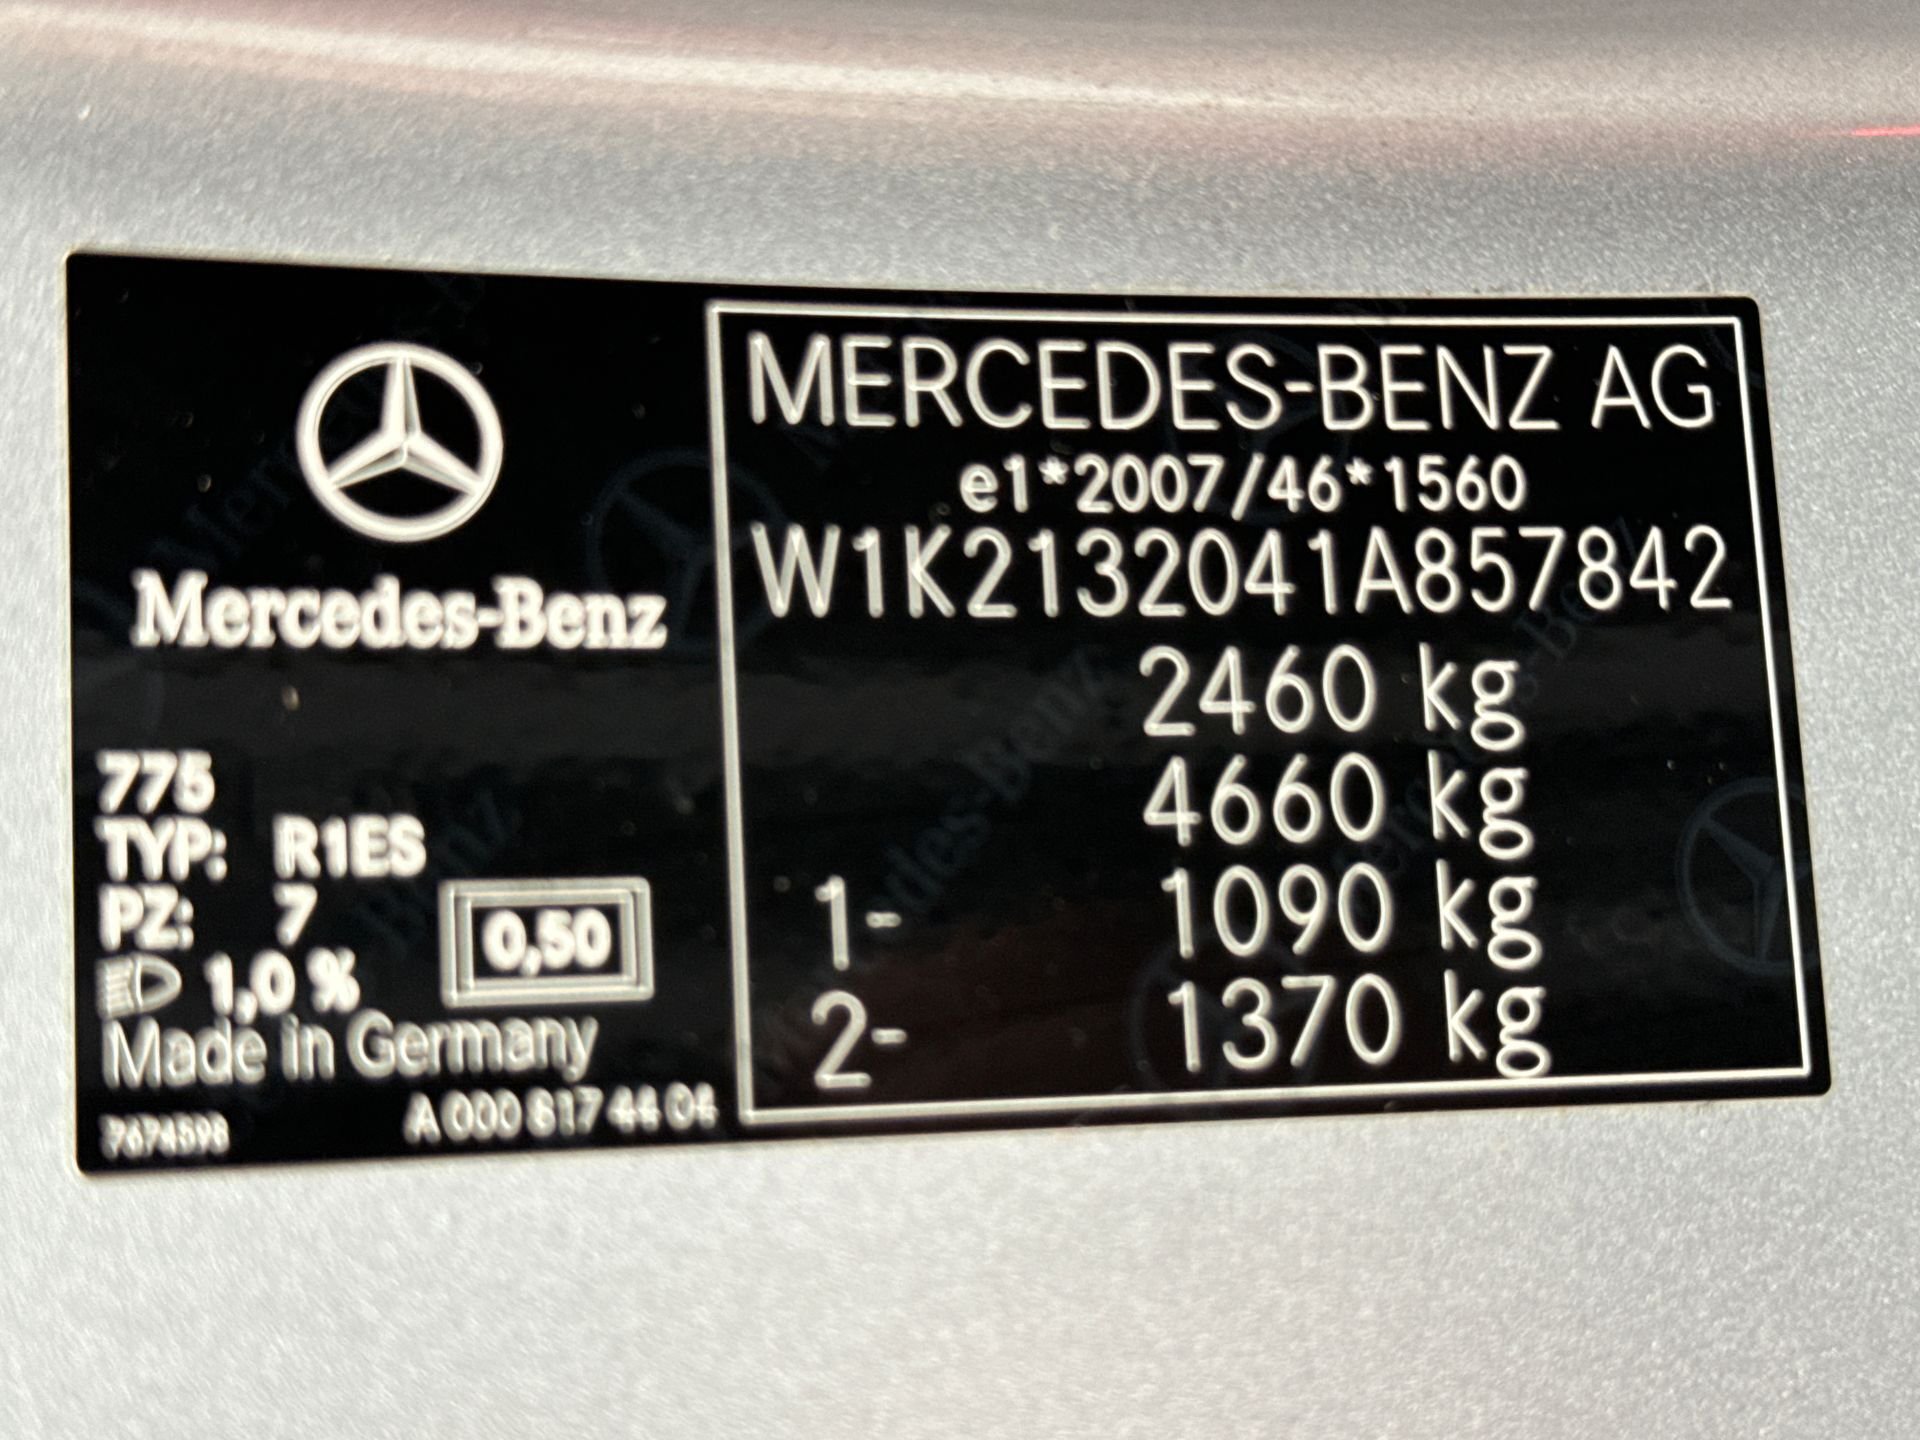 Mercedes-Benz
775
TYP: R1ES
PZ: 7
1,0 %
0,50
Made in Germany
7674598
A 000 817 44 04
MERCEDES-BENZ AG
e1*2007/46*1560
W1K2132041A857842
2460 kg
4660 kg
1- 1090 kg
2- 1370 kg